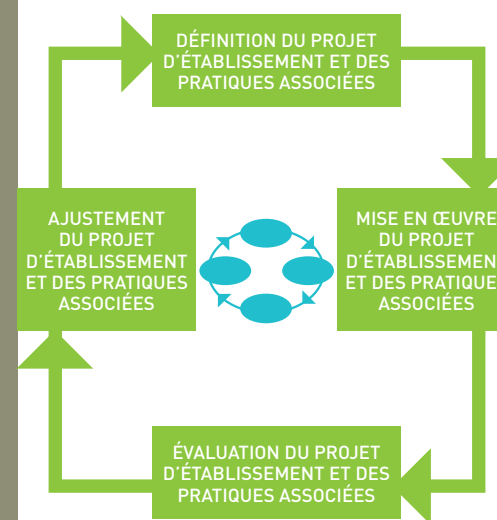 DÉFINITION DU PROJET
D'ÉTABLISSEMENT ET DES
PRATIQUES ASSOCIÉES
AJUSTEMENT
DU PROJET
D'ÉTABLISSEMENT
ET DES PRATIQUES
ASSOCIÉES
MISE EN ŒUVRE
DU PROJET
D'ÉTABLISSEMEN
ET DES PRATIQUE
ASSOCIÉES
ÉVALUATION DU PROJET
D'ÉTABLISSEMENT ET DES
PRATIQUES ASSOCIÉES